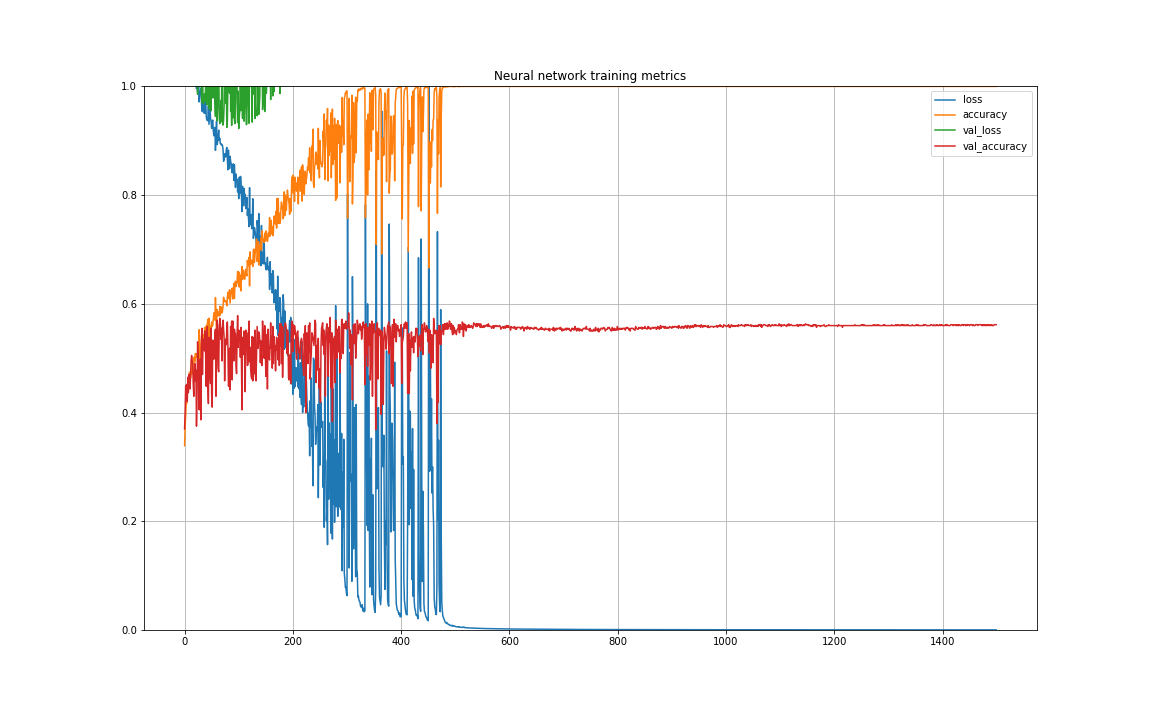 Neural network training metrics
1.0
loss
accuracy
val_loss
val_accuracy
0.8
0.6
0.4
0.2
0.0
0 200 400 600 800 1000 1200 1400